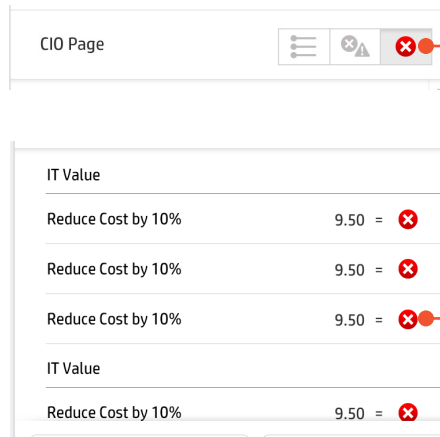 CIO Page
IT Value
Reduce Cost by 10% 9.50 =
Reduce Cost by 10% 9.50 =
Reduce Cost by 10% 9.50 =
IT Value
Reduce Cost by 10% 9.50 =